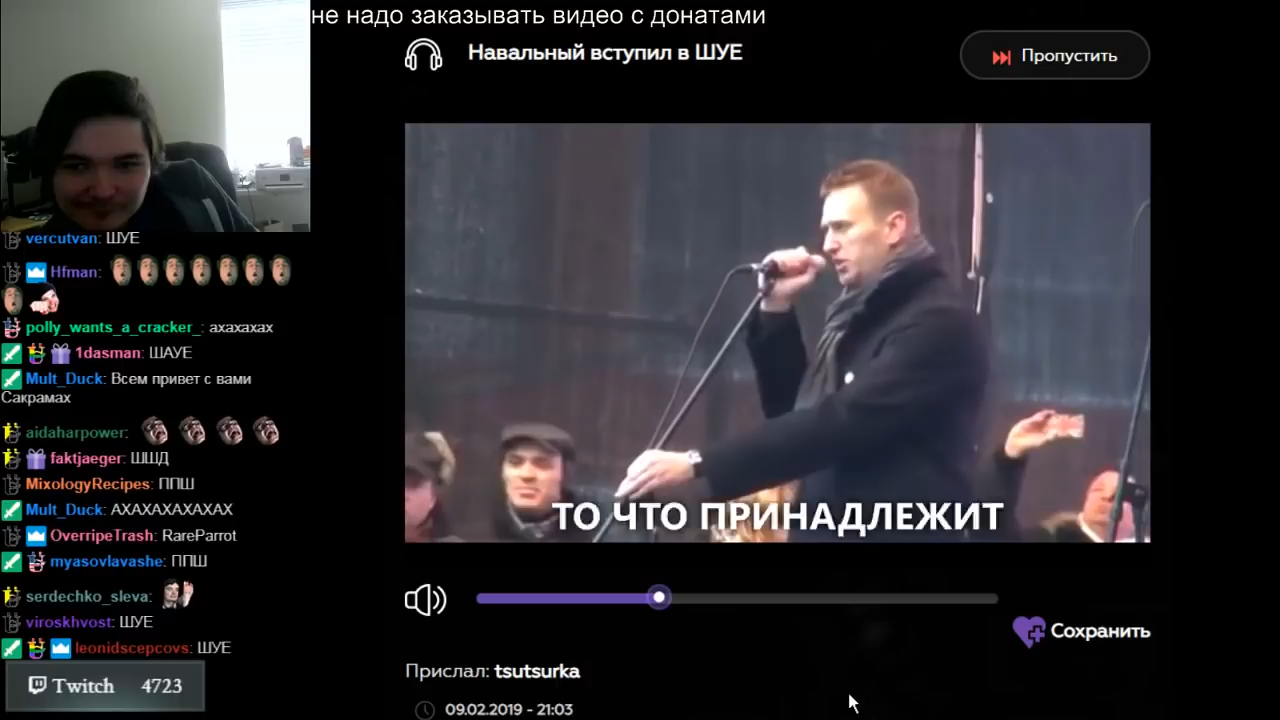 не надо заказывать видео с донатами
Навальный вступил в ШУЕ
Пропустить
vercutvan: ШУЕ
Hfman:
polly_wants_a_cracker_: ахахахах
1dasman: ШАУЕ
Mult_Duck: Всем привет с вами
Сакрамах
aidaharpower:
faktjaeger: ШШД
MixologyRecipes: ППШ
Mult_Duck: АХАХАХАХАХАХ
OverripeTrash: RareParrot
myasovlavashe: ППШ
serdechko_sleva:
viroskhvost: ШУЕ
leonidscepcovs: ШУЕ
Twitch 4723
ТО ЧТО ПРИНАДЛЕЖИТ
Сохранить
Прислал: tsutsurka
09.02.2019 - 21:03